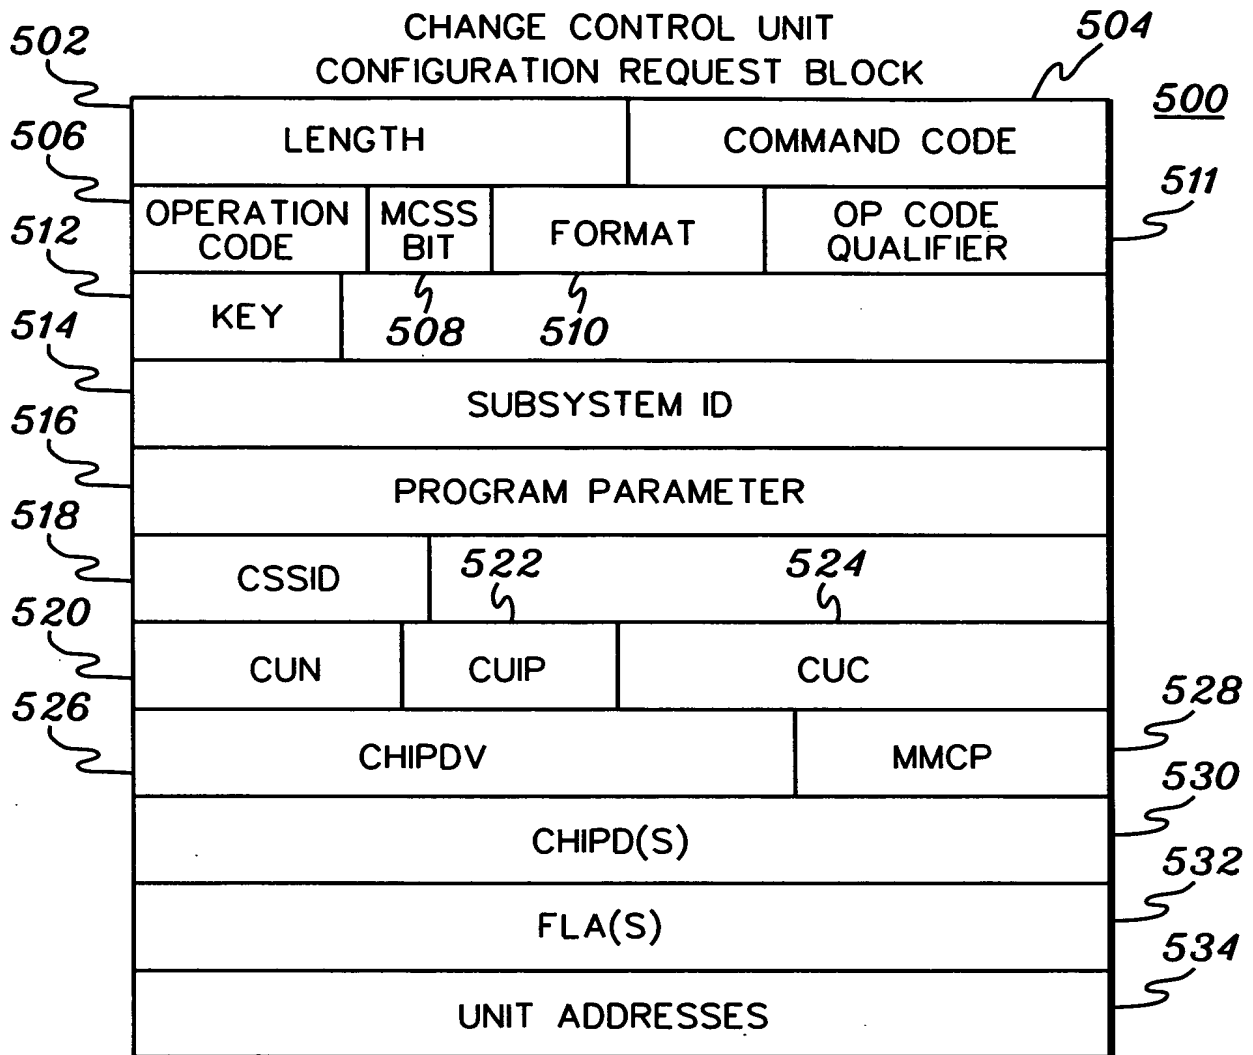 CHANGE CONTROL UNIT
CONFIGURATION REQUEST BLOCK
500
502
504
LENGTH
COMMAND CODE
506
OPERATION CODE
MCSS BIT
508
FORMAT
510
OP CODE QUALIFIER
511
512
KEY
514
SUBSYSTEM ID
516
PROGRAM PARAMETER
518
CSSID
520
CUN
522
CUIP
524
CUC
526
CHIPDV
528
MMCP
530
CHIPD(S)
532
FLA(S)
534
UNIT ADDRESSES